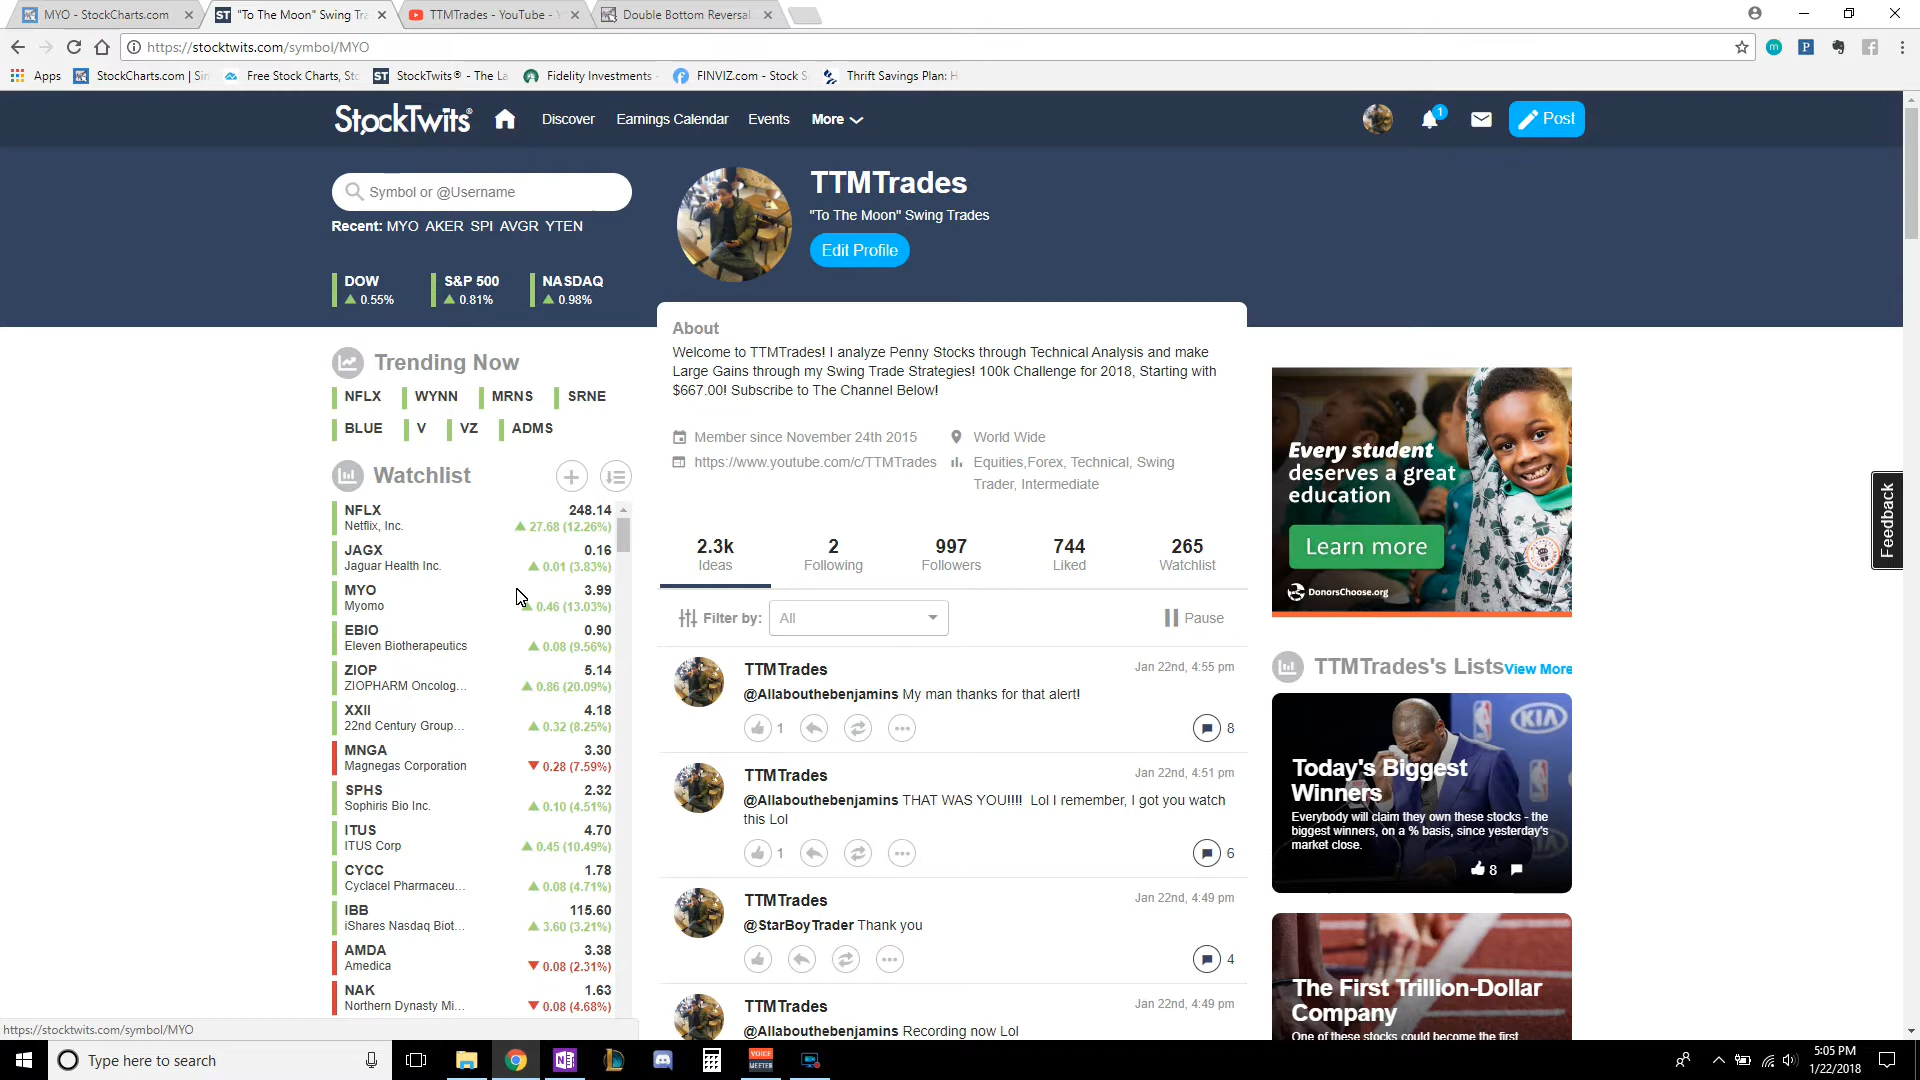 MYO - StockCharts.com
"To The Moon" Swing Tra
TTMTrades - YouTube -
Double Bottom Reversal
https://stocktwits.com/symbol/MYO
Apps
StockCharts.com | Sim
Free Stock Charts, Sto
StockTwits® - The La
Fidelity Investments
FINVIZ.com - Stock S
Thrift Savings Plan: H
StockTwits
Discover
Earnings Calendar
Events
More
1
Post
Symbol or @Username
Recent: MYO AKER SPI AVGR YTEN
DOW
0.55%
S&P 500
0.81%
NASDAQ
0.98%
TTMTrades
"To The Moon" Swing Trades
Edit Profile
Trending Now
NFLX WYNN MRNS SRNE
BLUE V VZ ADMS
Watchlist
NFLX 248.14
Netflix, Inc. 27.68 (12.26%)
JAGX 0.16
Jaguar Health Inc. 0.01 (3.83%)
MYO 3.99
Myomo 0.46 (13.03%)
EBIO 0.90
Eleven Biotherapeutics 0.08 (9.56%)
ZIOP 5.14
ZIOPHARM Oncolog... 0.86 (20.09%)
XXII 4.18
22nd Century Group... 0.32 (8.25%)
MNGA 3.30
Magnegas Corporation 0.28 (7.59%)
SPHS 2.32
Sophiris Bio Inc. 0.10 (4.51%)
ITUS 4.70
ITUS Corp 0.45 (10.49%)
CYCC 1.78
Cyclacel Pharmaceu... 0.08 (4.71%)
IBB 115.60
iShares Nasdaq Biot... 3.60 (3.21%)
AMDA 3.38
Amedica 0.08 (2.31%)
NAK 1.63
Northern Dynasty Mi... 0.08 (4.68%)
About
Welcome to TTMTrades! I analyze Penny Stocks through Technical Analysis and make
Large Gains through my Swing Trade Strategies! 100k Challenge for 2018, Starting with
$667.00! Subscribe to The Channel Below!
Member since November 24th 2015
World Wide
https://www.youtube.com/c/TTMTrades
Equities,Forex, Technical, Swing
Trader, Intermediate
2.3k
Ideas
2
Following
997
Followers
744
Liked
265
Watchlist
Filter by:
All
Pause
TTMTrades
Jan 22nd, 4:55 pm
@Allabouthebenjamins My man thanks for that alert!
1
8
TTMTrades
Jan 22nd, 4:51 pm
@Allabouthebenjamins THAT WAS YOU!!!! Lol I remember, I got you watch
this Lol
1
6
TTMTrades
Jan 22nd, 4:49 pm
@StarBoyTrader Thank you
4
TTMTrades
Jan 22nd, 4:49 pm
@Allabouthebenjamins Recording now Lol
Every student
deserves a great
education
Learn more
DonorsChoose.org
Feedback
TTMTrades's Lists
View More
KIA
Today's Biggest
Winners
Everybody will claim they own these stocks - the
biggest winners, on a % basis, since yesterday's
market close.
8
The First Trillion-Dollar
Company
One of these stocks could become the first
https://stocktwits.com/symbol/MYO
Type here to search
VOICE
MEETER
5:05 PM
1/22/2018